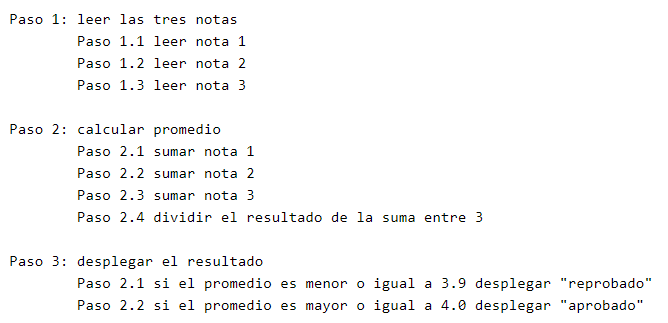 Paso 1: leer las tres notas
Paso 1.1 leer nota 1
Paso 1.2 leer nota 2
Paso 1.3 leer nota 3
Paso 2: calcular promedio
Paso 2.1 sumar nota 1
Paso 2.2 sumar nota 2
Paso 2.3 sumar nota 3
Paso 2.4 dividir el resultado de la suma entre 3
Paso 3: desplegar el resultado
Paso 2.1 si el promedio es menor o igual a 3.9 desplegar "reprobado"
Paso 2.2 si el promedio es mayor o igual a 4.0 desplegar "aprobado"